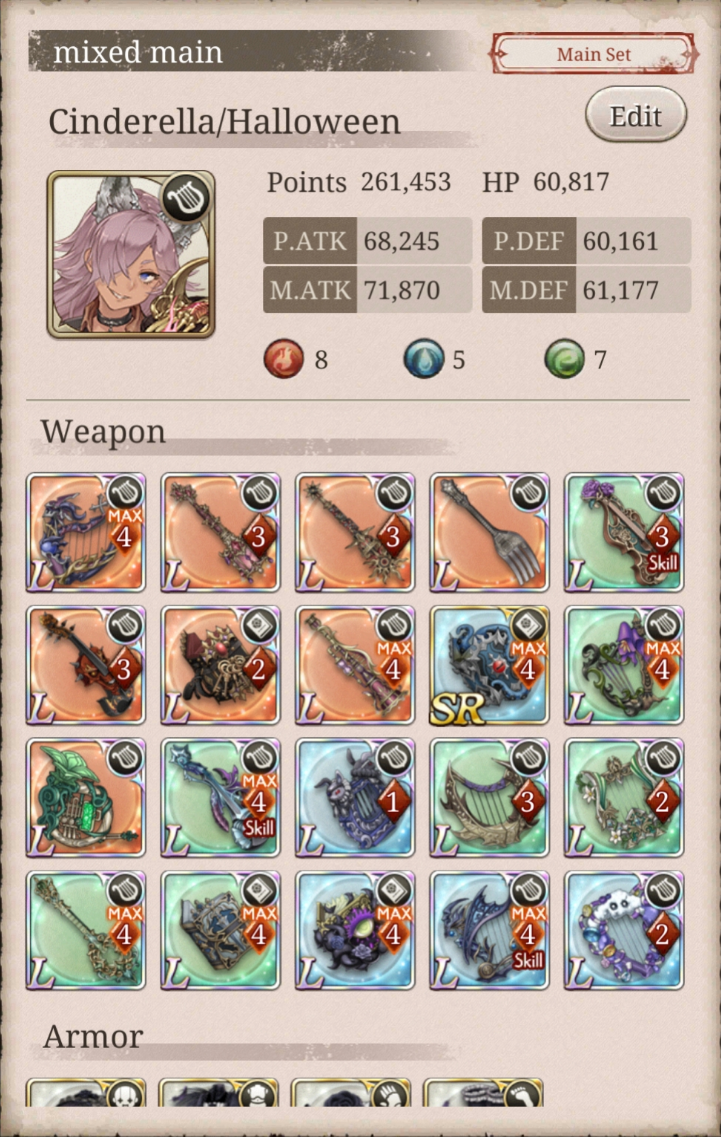 mixed main
Main Set
Cinderella/Halloween
Edit
Points 261,453 HP 60,817
P.ATK 68,245 P.DEF 60,161
M.ATK 71,870 M.DEF 61,177
8 5 7
Weapon
MAX
4 3 3 3
Skill
L L L L L
MAX MAX MAX
3 2 4 4 4
L L L SR L
MAX
4 1 3 2
Skill
L L L L L
MAX MAX MAX MAX
4 4 4 4 2
Skill
L L L L L
Armor